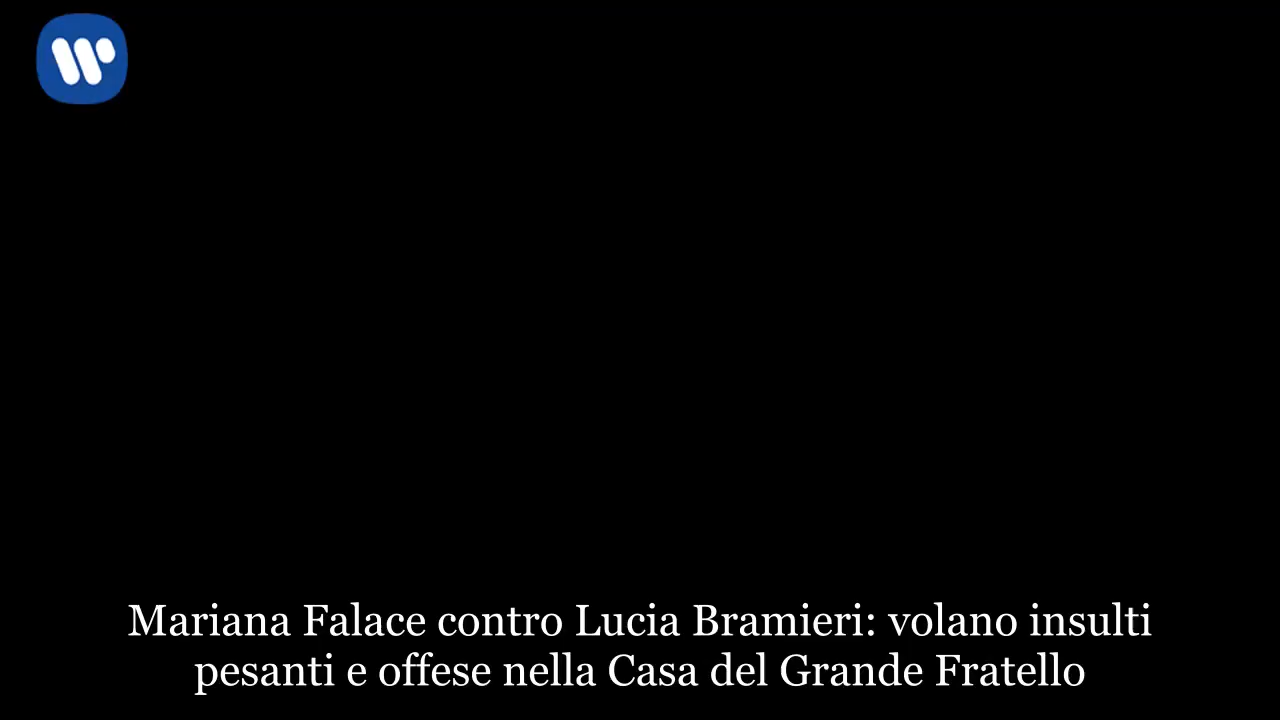 Mariana Falace contro Lucia Bramieri: volano insulti
pesanti e offese nella Casa del Grande Fratello